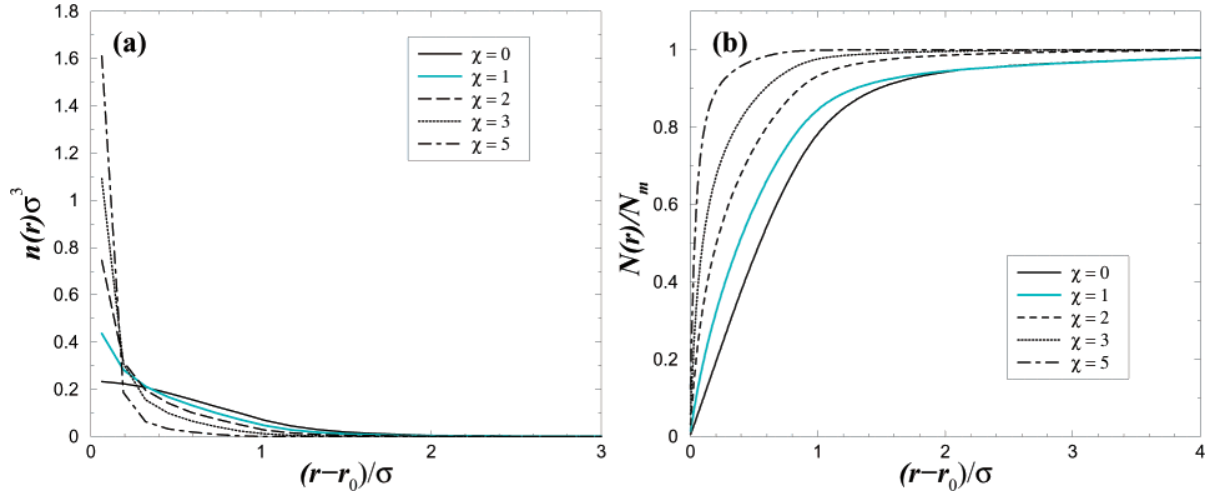 (a)
χ = 0
χ = 1
χ = 2
χ = 3
χ = 5
1.8
1.6
1.4
1.2
1
0.8
0.6
0.4
0.2
0
0
1
2
3
n(r)σ³
(r−r₀)/σ
(b)
χ = 0
χ = 1
χ = 2
χ = 3
χ = 5
1
0.8
0.6
0.4
0.2
0
0
1
2
3
4
N(r)/Nₘ
(r−r₀)/σ